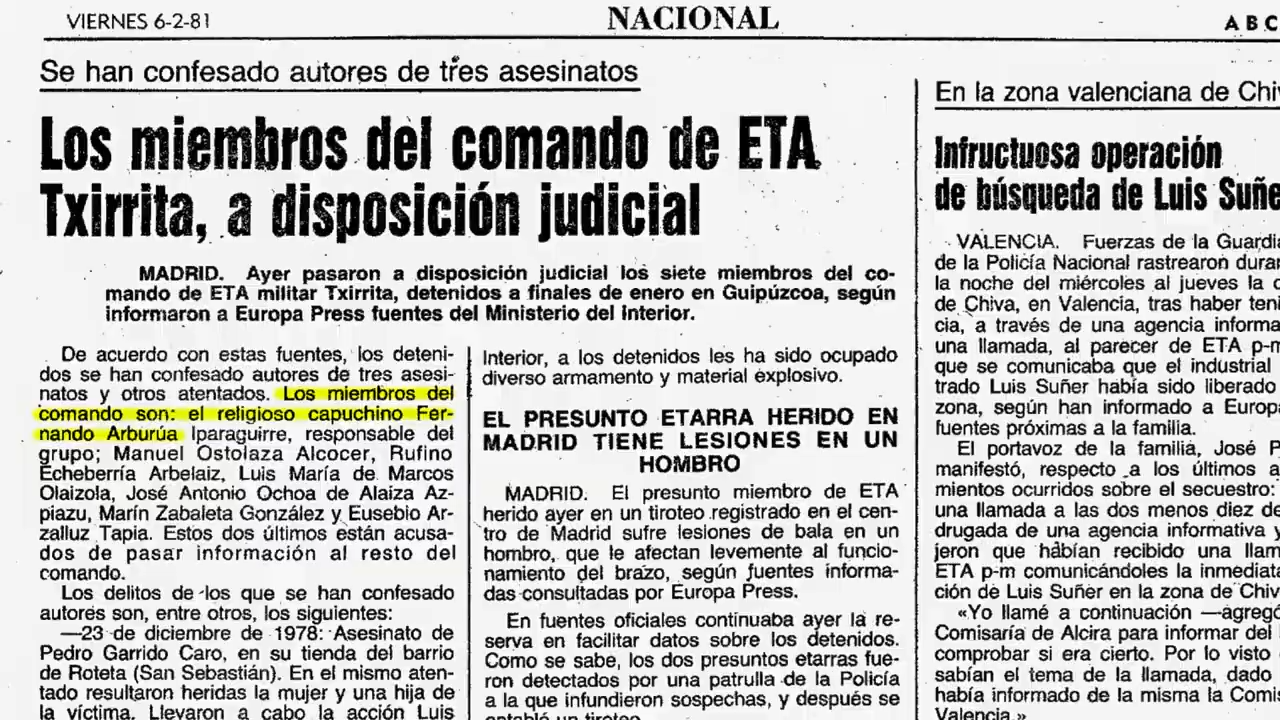 VIERNES 6-2-81
NACIONAL
ABC
Se han confesado autores de tres asesinatos
Los miembros del comando de ETA
Txirrita, a disposición judicial
MADRID. Ayer pasaron a disposición judicial los siete miembros del co-
mando de ETA militar Txirrita, detenidos a finales de enero en Guipúzcoa, según
informaron a Europa Press fuentes del Ministerio del Interior.
De acuerdo con estas fuentes, los deteni-
dos se han confesado autores de tres asesi-
natos y otros atentados. Los miembros del
comando son: el religioso capuchino Fer-
nando Arburúa Iparaguirre, responsable del
grupo; Manuel Ostolaza Alcocer, Rufino
Echeberría Arbelaiz, Luis María de Marcos
Olaizola, José Antonio Ochoa de Alaiza Az-
piazu, Marín Zabaleta González y Eusebio Ar-
zalluz Tapia. Estos dos últimos están acusa-
dos de pasar información al resto del
comando.
Los delitos de los que se han confesado
autores son, entre otros, los siguientes:
—23 de diciembre de 1978: Asesinato de
Pedro Garrido Caro, en su tienda del barrio
de Roteta (San Sebastián). En el mismo aten-
tado resultaron heridas la mujer y una hija de
la víctima. Llevaron a cabo la acción Luis
Interior, a los detenidos les ha sido ocupado
diverso armamento y material explosivo.
EL PRESUNTO ETARRA HERIDO EN
MADRID TIENE LESIONES EN UN
HOMBRO
MADRID. El presunto miembro de ETA
herido ayer en un tiroteo registrado en el cen-
tro de Madrid sufre lesiones de bala en un
hombro, que le afectan levemente al funcio-
namiento del brazo, según fuentes informa-
das consultadas por Europa Press.
En fuentes oficiales continuaba ayer la re-
serva en facilitar datos sobre los detenidos.
Como se sabe, los dos presuntos etarras fue-
ron detectados por una patrulla de la Policía
a la que infundieron sospechas, y después se
entabló un tiroteo
En la zona valenciana de Chiv
Infructuosa operación
de búsqueda de Luis Suñe
VALENCIA. Fuerzas de la Guardia
de la Policía Nacional rastrearon duran
la noche del miércoles al jueves la c
de Chiva, en Valencia, tras haber teni
cia, a través de una agencia informa
una llamada, al parecer de ETA p-m
que se comunicaba que el industrial
trado Luis Suñer había sido liberado
zona, según han informado a Europa
fuentes próximas a la familia.
El portavoz de la familia, José P
manifestó, respecto a los últimos a
mientos ocurridos sobre el secuestro:
una llamada a las dos menos diez de
drugada de una agencia informativa y
jeron que habían recibido una llam
ETA p-m comunicándoles la inmediata
ción de Luis Suñer en la zona de Chiv
«Yo llamé a continuación —agregó
Comisaría de Alcira para informar del
comprobar si era cierto. Por lo visto
sabían el tema de la llamada, dado
había informado de la misma la Comis
Valencia.»